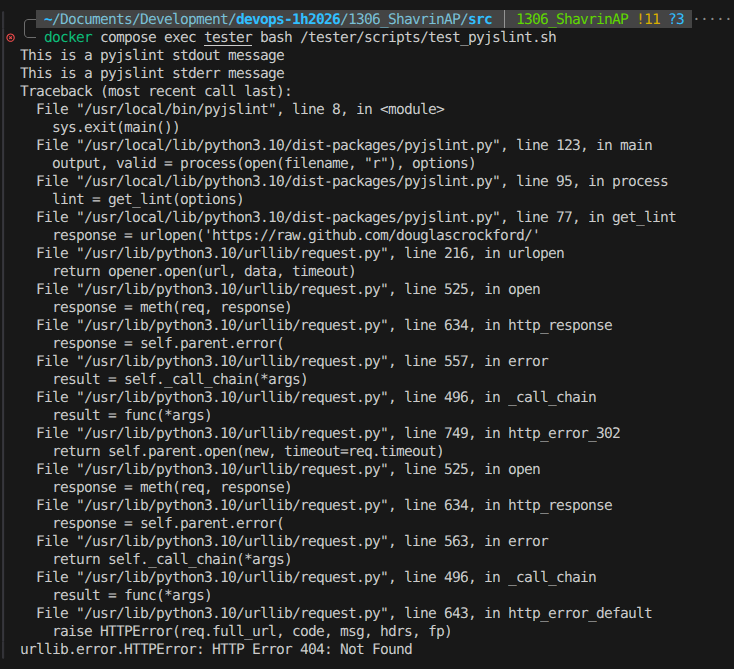 ~/Documents/Development/devops-1h2026/1306_ShavrinAP/src | 1306_ShavrinAP !11 ?3
docker compose exec tester bash /tester/scripts/test_pyjslint.sh
This is a pyjslint stdout message
This is a pyjslint stderr message
Traceback (most recent call last):
  File "/usr/local/bin/pyjslint", line 8, in <module>
    sys.exit(main())
  File "/usr/local/lib/python3.10/dist-packages/pyjslint.py", line 123, in main
    output, valid = process(open(filename, "r"), options)
  File "/usr/local/lib/python3.10/dist-packages/pyjslint.py", line 95, in process
    lint = get_lint(options)
  File "/usr/local/lib/python3.10/dist-packages/pyjslint.py", line 77, in get_lint
    response = urlopen('https://raw.github.com/douglascrockford/'
  File "/usr/lib/python3.10/urllib/request.py", line 216, in urlopen
    return opener.open(url, data, timeout)
  File "/usr/lib/python3.10/urllib/request.py", line 525, in open
    response = meth(req, response)
  File "/usr/lib/python3.10/urllib/request.py", line 634, in http_response
    response = self.parent.error(
  File "/usr/lib/python3.10/urllib/request.py", line 557, in error
    result = self._call_chain(*args)
  File "/usr/lib/python3.10/urllib/request.py", line 496, in _call_chain
    result = func(*args)
  File "/usr/lib/python3.10/urllib/request.py", line 749, in http_error_302
    return self.parent.open(new, timeout=req.timeout)
  File "/usr/lib/python3.10/urllib/request.py", line 525, in open
    response = meth(req, response)
  File "/usr/lib/python3.10/urllib/request.py", line 634, in http_response
    response = self.parent.error(
  File "/usr/lib/python3.10/urllib/request.py", line 563, in error
    return self._call_chain(*args)
  File "/usr/lib/python3.10/urllib/request.py", line 496, in _call_chain
    result = func(*args)
  File "/usr/lib/python3.10/urllib/request.py", line 643, in http_error_default
    raise HTTPError(req.full_url, code, msg, hdrs, fp)
urllib.error.HTTPError: HTTP Error 404: Not Found